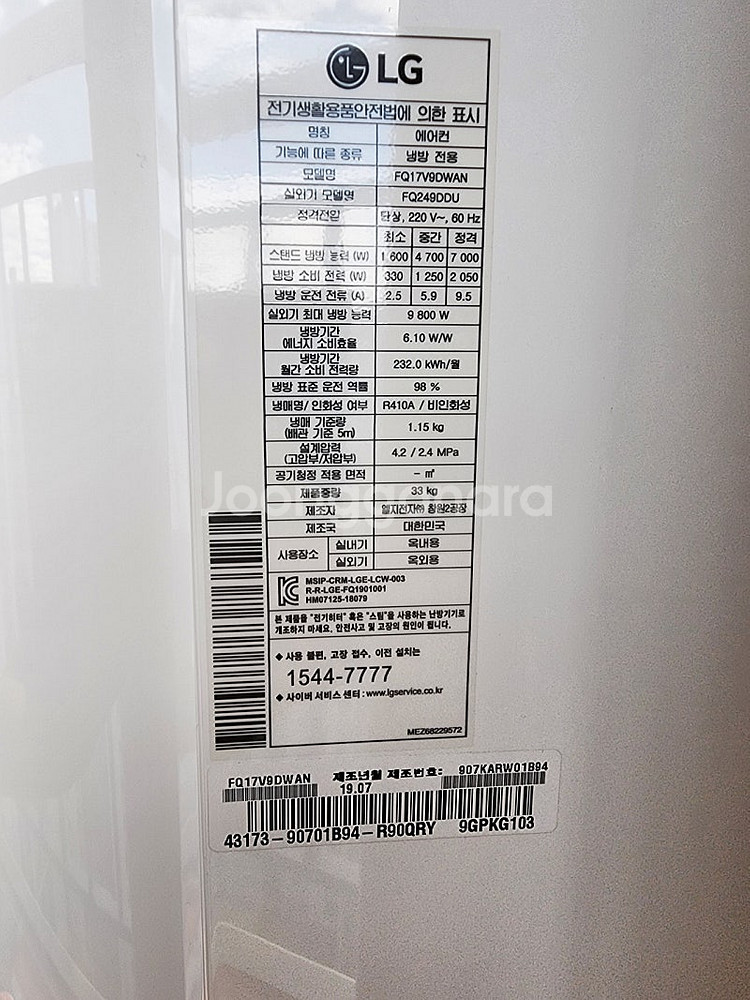 LG
전기생활용품안전법에 의한 표시
명칭 에어컨
기능에 따른 종류 냉방 전용
모델명 FQ17V9DWAN
실외기 모델명 FQ249DDU
정격전압 단상, 220 V~, 60 Hz
최소 중간 정격
스탠드 냉방 능력 (W) 1 600 4 700 7 000
냉방 소비 전력 (W) 330 1 250 2 050
냉방 운전 전류 (A) 2.5 5.9 9.5
실외기 최대 냉방 능력 9 800 W
냉방기간
에너지 소비효율 6.10 W/W
냉방기간
월간 소비 전력량 232.0 kWh/월
냉방 표준 운전 역률 98 %
냉매명/ 인화성 여부 R410A / 비인화성
냉매 기준량
(배관 기준 5m) 1.15 kg
설계압력
(고압부/저압부) 4.2 / 2.4 MPa
공기청정 적용 면적 - ㎡
제품중량 33 kg
제조자 엘지전자㈜ 창원2공장
제조국 대한민국
사용장소 실내기 옥내용
실외기 옥외용
MSIP-CRM-LGE-LCW-003
R-R-LGE-FQ1901001
HM07125-18079
본 제품을 "전기히터" 혹은 "스팀"을 사용하는 난방기기로
개조하지 마세요. 안전사고 및 고장의 원인이 됩니다.
◆ 사용 불편, 고장 접수, 이전 설치는
1544-7777
◆ 사이버 서비스 센터 : www.lgservice.co.kr
MEZ68229572
FQ17V9DWAN 제조년월 제조번호: 907KARW01B94
19.07
43173-90701B94-R90QRY 9GPKG103
Joonggonara